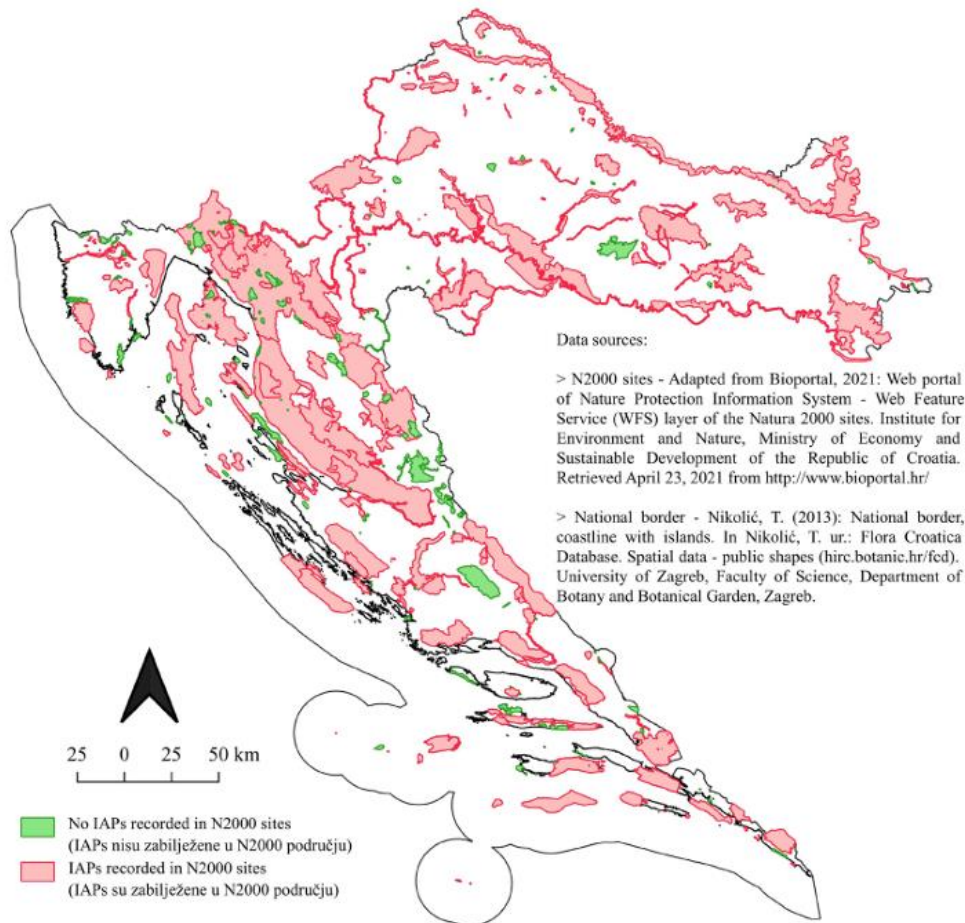 Data sources:
> N2000 sites - Adapted from Bioportal, 2021: Web portal
of Nature Protection Information System - Web Feature
Service (WFS) layer of the Natura 2000 sites. Institute for
Environment and Nature, Ministry of Economy and
Sustainable Development of the Republic of Croatia.
Retrieved April 23, 2021 from http://www.bioportal.hr/
> National border - Nikolić, T. (2013): National border,
coastline with islands. In Nikolić, T. ur.: Flora Croatica
Database. Spatial data - public shapes (hirc.botanic.hr/fcd).
University of Zagreb, Faculty of Science, Department of
Botany and Botanical Garden, Zagreb.
25 0 25 50 km
No IAPs recorded in N2000 sites
(IAPs nisu zabilježene u N2000 području)
IAPs recorded in N2000 sites
(IAPs su zabilježene u N2000 području)